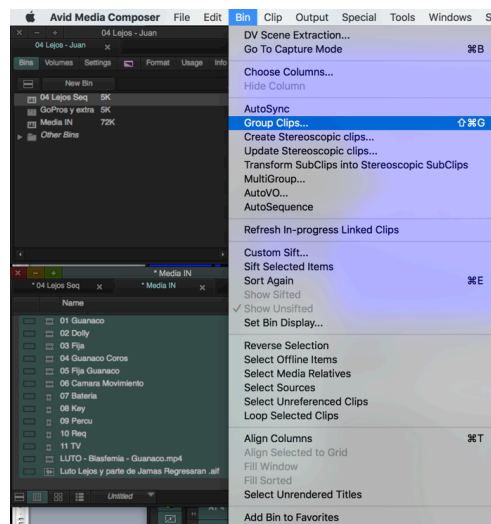 Avid Media Composer File Edit Bin Clip Output Special Tools Windows S
04 Lejos - Juan
04 Lejos - Juan
Bins Volumes Settings Format Usage Info
New Bin
04 Lejos Seq 5K
GoPros y extra 5K
Media IN 72K
Other Bins
* Media IN
* 04 Lejos Seq * Media IN
Name
01 Guanaco
02 Dolly
03 Fija
04 Guanaco Coros
05 Fija Guanaco
06 Camara Movimiento
07 Bateria
08 Key
09 Percu
10 Req
11 TV
LUTO - Blasfemia - Guanaco.mp4
Luto Lejos y parte de Jamas Regresaran .aif
Untitled
DV Scene Extraction...
Go To Capture Mode ⌘B
Choose Columns...
Hide Column
AutoSync
Group Clips... ⇧⌘G
Create Stereoscopic clips...
Update Stereoscopic clips...
Transform SubClips into Stereoscopic SubClips
MultiGroup...
AutoVO...
AutoSequence
Refresh In-progress Linked Clips
Custom Sift...
Sift Selected Items
Sort Again ⌘E
Show Sifted
✓ Show Unsifted
Set Bin Display...
Reverse Selection
Select Offline Items
Select Media Relatives
Select Sources
Select Unreferenced Clips
Loop Selected Clips
Align Columns ⌘T
Align Selected to Grid
Fill Window
Fill Sorted
Select Unrendered Titles
Add Bin to Favorites